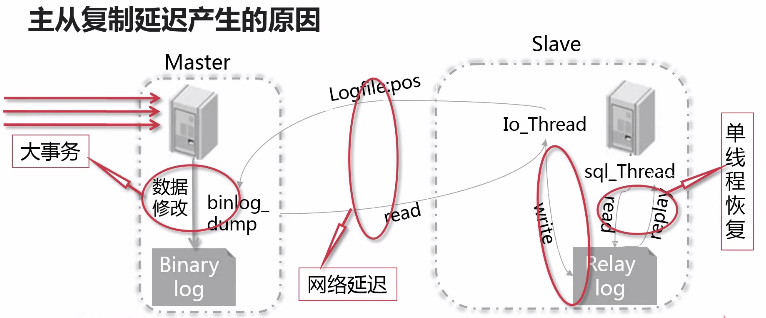 主从复制延迟产生的原因
Master
Slave
Logfile:pos
Io_Thread
大事务
数据
修改
binlog_
dump
read
write
sql_Thread
read
replay
单
线
程
恢
复
网络延迟
Binary
log
Relay
log